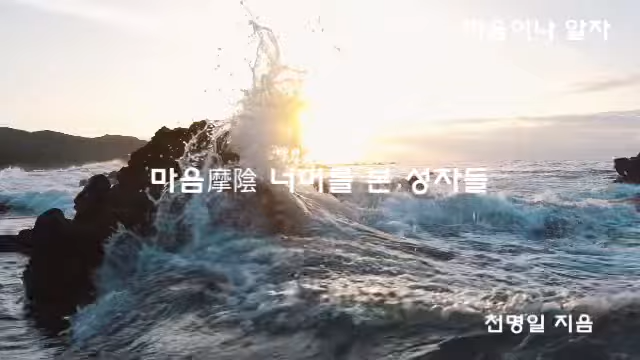 마음이나 알자
마음摩陰 너머를 본 성자들
천명일 지음